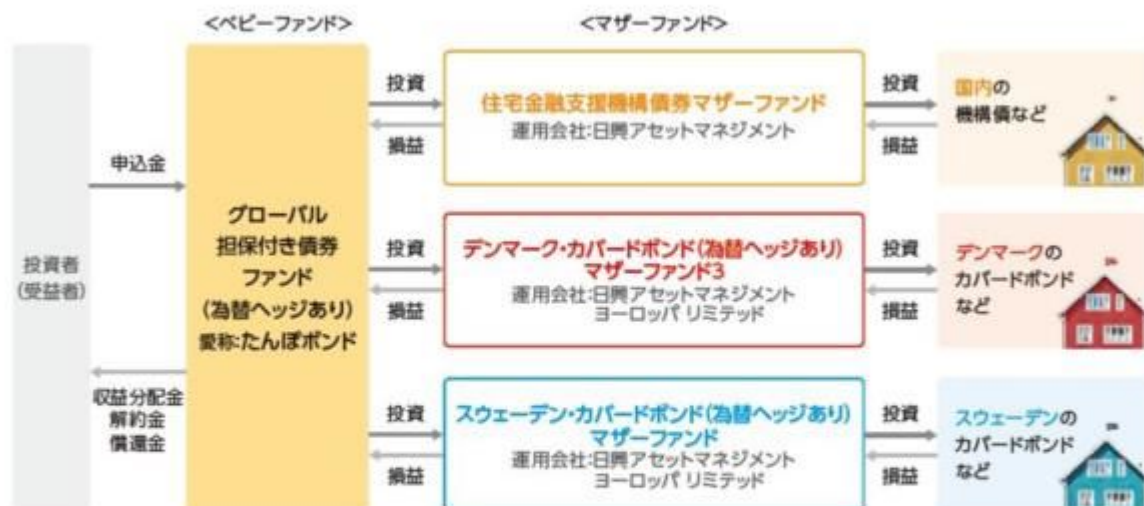 <ベビーファンド>
<マザーファンド>
投資者
(受益者)
申込金
収益分配金
解約金
償還金
グローバル
担保付き債券
ファンド
(為替ヘッジあり)
愛称:たんぽボンド
投資
損益
住宅金融支援機構債券マザーファンド
運用会社:日興アセットマネジメント
投資
損益
国内の
機構債など
投資
損益
デンマーク・カバードボンド(為替ヘッジあり)
マザーファンド3
運用会社:日興アセットマネジメント
ヨーロッパ リミテッド
投資
損益
デンマークの
カバードボンド
など
投資
損益
スウェーデン・カバードボンド(為替ヘッジあり)
マザーファンド
運用会社:日興アセットマネジメント
ヨーロッパ リミテッド
投資
損益
スウェーデンの
カバードボンド
など